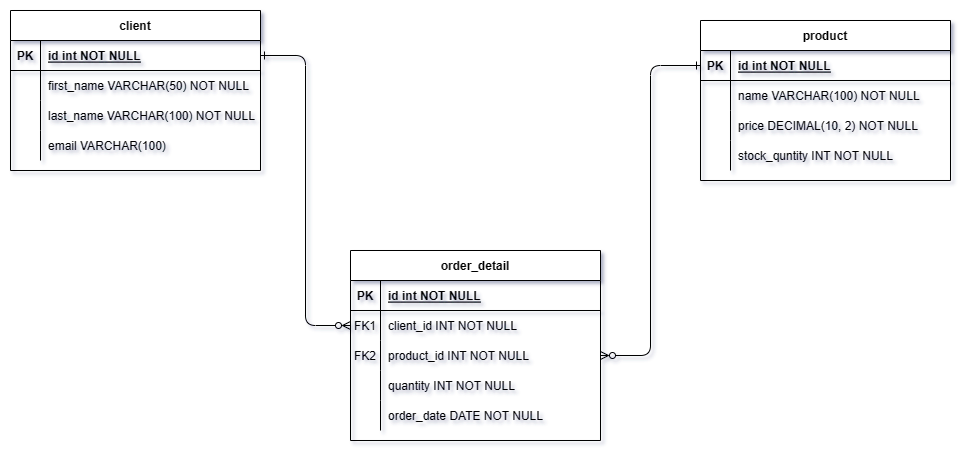 client
PK id int NOT NULL
first_name VARCHAR(50) NOT NULL
last_name VARCHAR(100) NOT NULL
email VARCHAR(100)
product
PK id int NOT NULL
name VARCHAR(100) NOT NULL
price DECIMAL(10, 2) NOT NULL
stock_quntity INT NOT NULL
order_detail
PK id int NOT NULL
FK1 client_id INT NOT NULL
FK2 product_id INT NOT NULL
quantity INT NOT NULL
order_date DATE NOT NULL